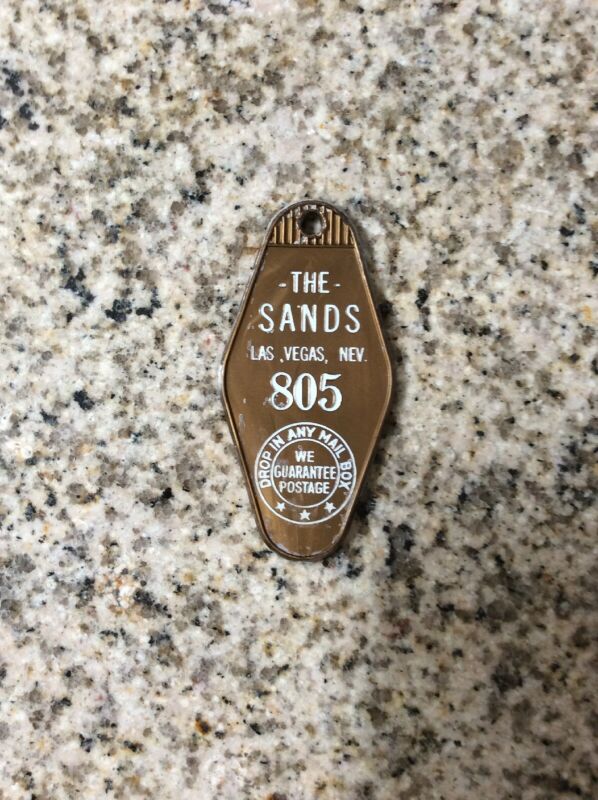 -THE-
SANDS
LAS VEGAS, NEV.
805
DROP IN ANY MAIL BOX
WE
GUARANTEE
POSTAGE